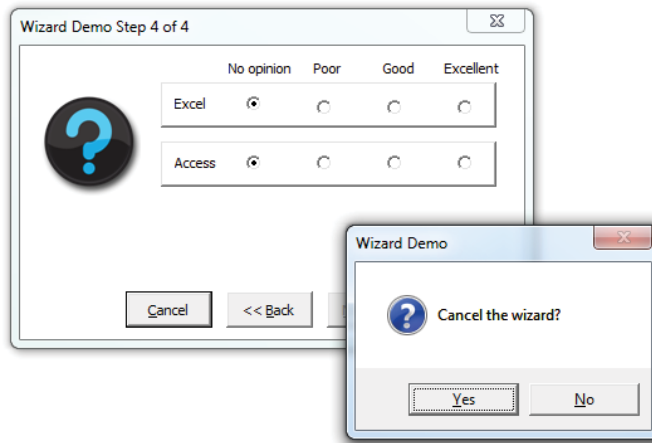 Wizard Demo Step 4 of 4
No opinion Poor Good Excellent
Excel
Access
Wizard Demo
Cancel the wizard?
Cancel << Back
Yes No